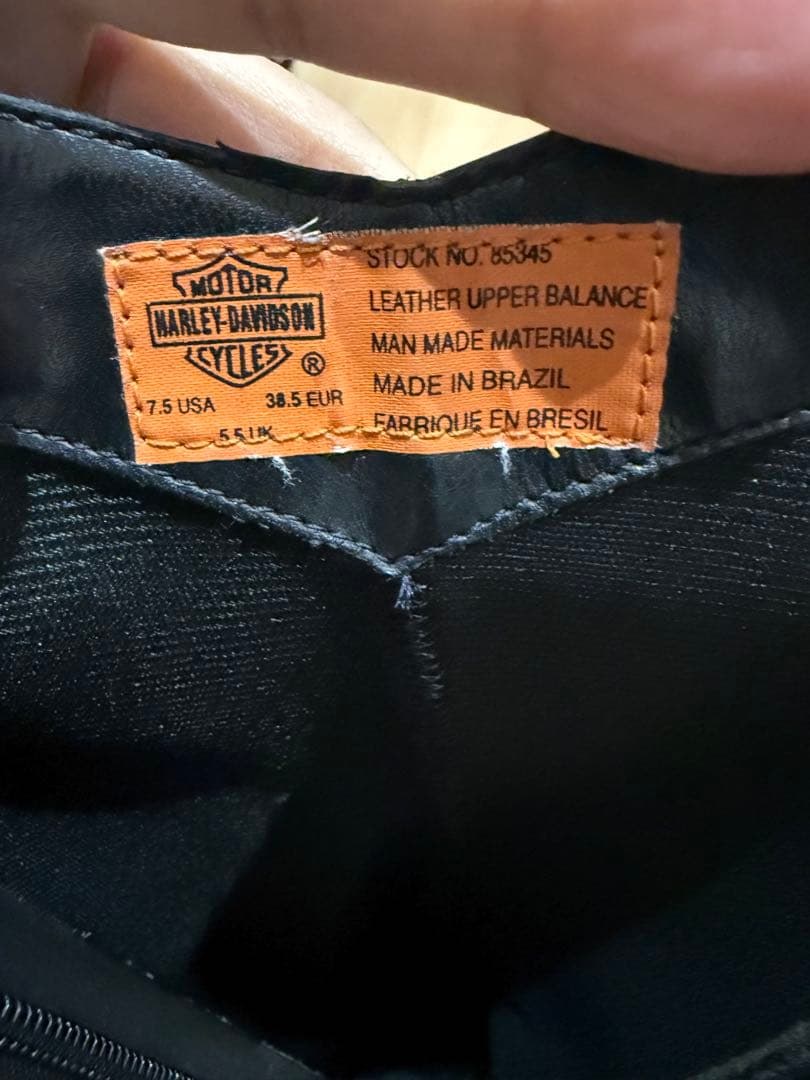 MOTOR
HARLEY-DAVIDSON
CYCLES
®
7.5 USA 38.5 EUR
5.5 UK
STOCK NO. 85345
LEATHER UPPER BALANCE
MAN MADE MATERIALS
MADE IN BRAZIL
FABRIQUE EN BRESIL